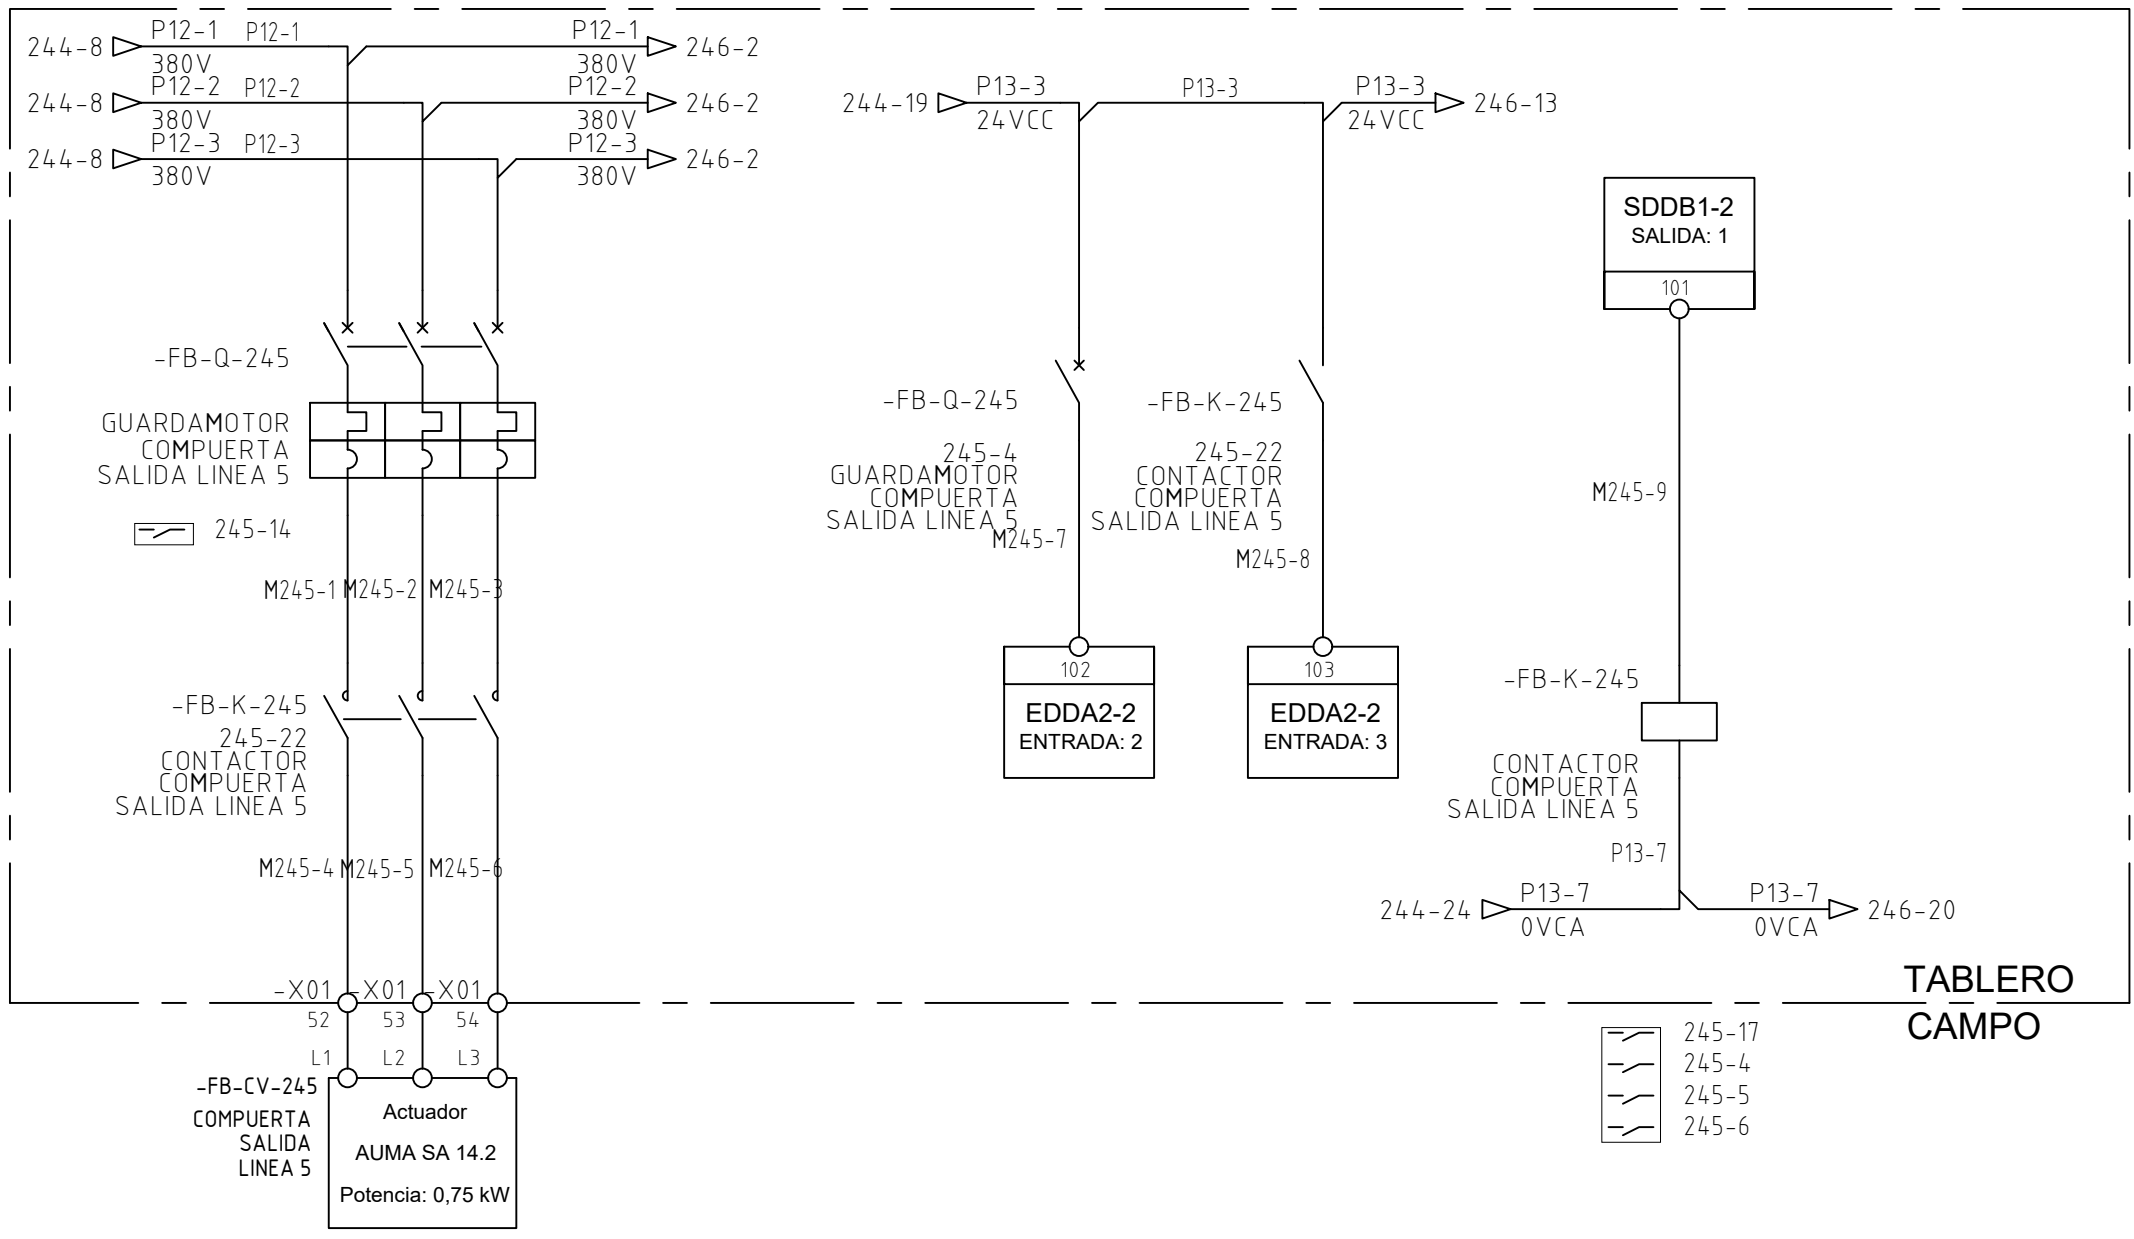 244-8
P12-1
P12-1
380V
P12-1
380V
246-2
244-8
P12-2
P12-2
380V
P12-2
380V
246-2
244-8
P12-3
P12-3
380V
P12-3
380V
246-2
-FB-Q-245
GUARDAMOTOR
COMPUERTA
SALIDA LINEA 5
245-14
M245-1
M245-2
M245-3
-FB-K-245
245-22
CONTACTOR
COMPUERTA
SALIDA LINEA 5
M245-4
M245-5
M245-6
-X01
-X01
-X01
52
53
54
L1
L2
L3
-FB-CV-245
COMPUERTA
SALIDA
LINEA 5
Actuador
AUMA SA 14.2
Potencia: 0,75 kW
244-19
P13-3
24VCC
P13-3
P13-3
24VCC
246-13
-FB-Q-245
245-4
GUARDAMOTOR
COMPUERTA
SALIDA LINEA 5
M245-7
102
EDDA2-2
ENTRADA: 2
-FB-K-245
245-22
CONTACTOR
COMPUERTA
SALIDA LINEA 5
M245-8
103
EDDA2-2
ENTRADA: 3
SDDB1-2
SALIDA: 1
101
M245-9
-FB-K-245
CONTACTOR
COMPUERTA
SALIDA LINEA 5
P13-7
244-24
P13-7
0VCA
P13-7
0VCA
246-20
TABLERO
CAMPO
245-17
245-4
245-5
245-6